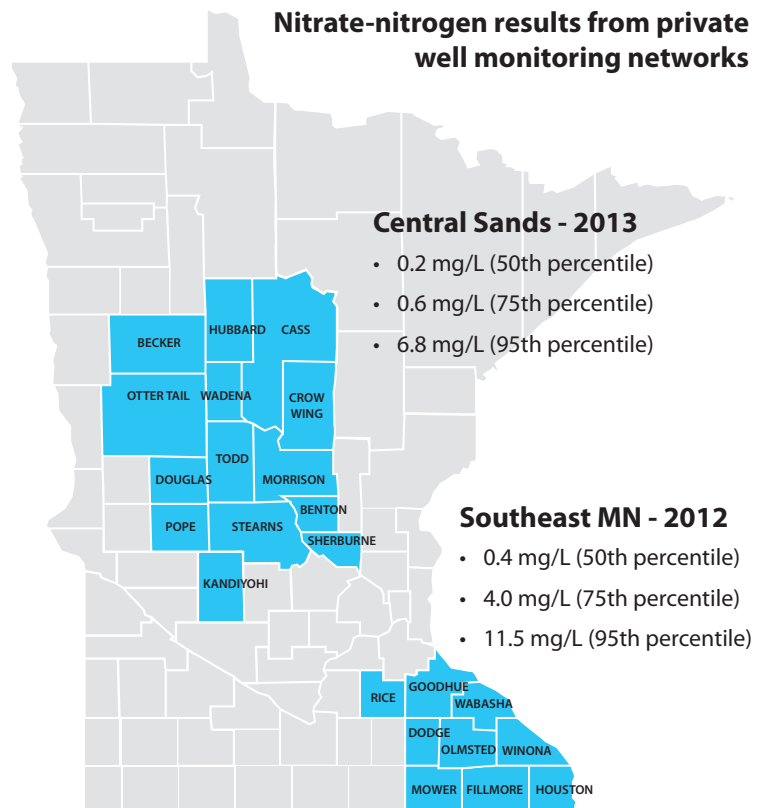 Nitrate-nitrogen results from private
well monitoring networks
Central Sands - 2013
• 0.2 mg/L (50th percentile)
• 0.6 mg/L (75th percentile)
• 6.8 mg/L (95th percentile)
HUBBARD
CASS
BECKER
OTTER TAIL
WADENA
CROW
WING
TODD
DOUGLAS
MORRISON
BENTON
POPE
STEARNS
SHERBURNE
KANDIYOHI
Southeast MN - 2012
• 0.4 mg/L (50th percentile)
• 4.0 mg/L (75th percentile)
• 11.5 mg/L (95th percentile)
RICE
GOODHUE
WABASHA
DODGE
OLMSTED
WINONA
MOWER
FILLMORE
HOUSTON